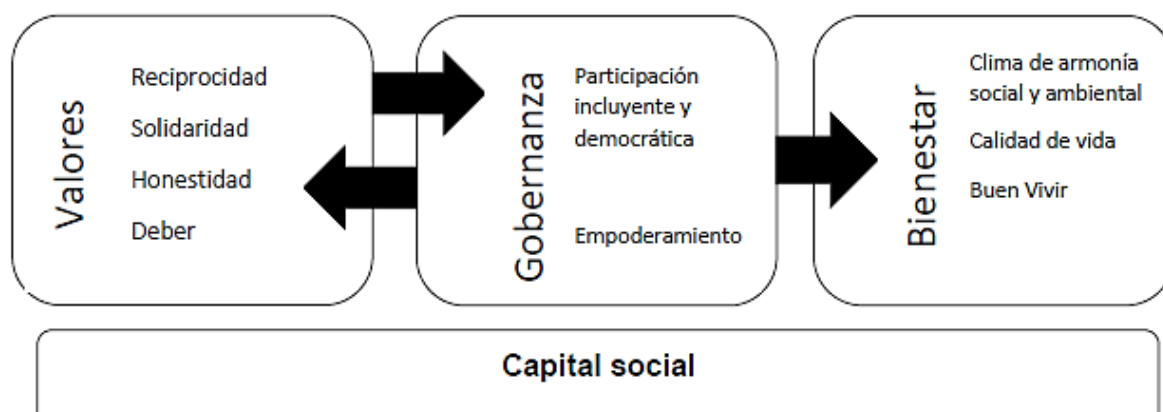 Valores
Reciprocidad
Solidaridad
Honestidad
Deber
Gobernanza
Participación
incluyente y
democrática
Empoderamiento
Bienestar
Clima de armonía
social y ambiental
Calidad de vida
Buen Vivir
Capital social